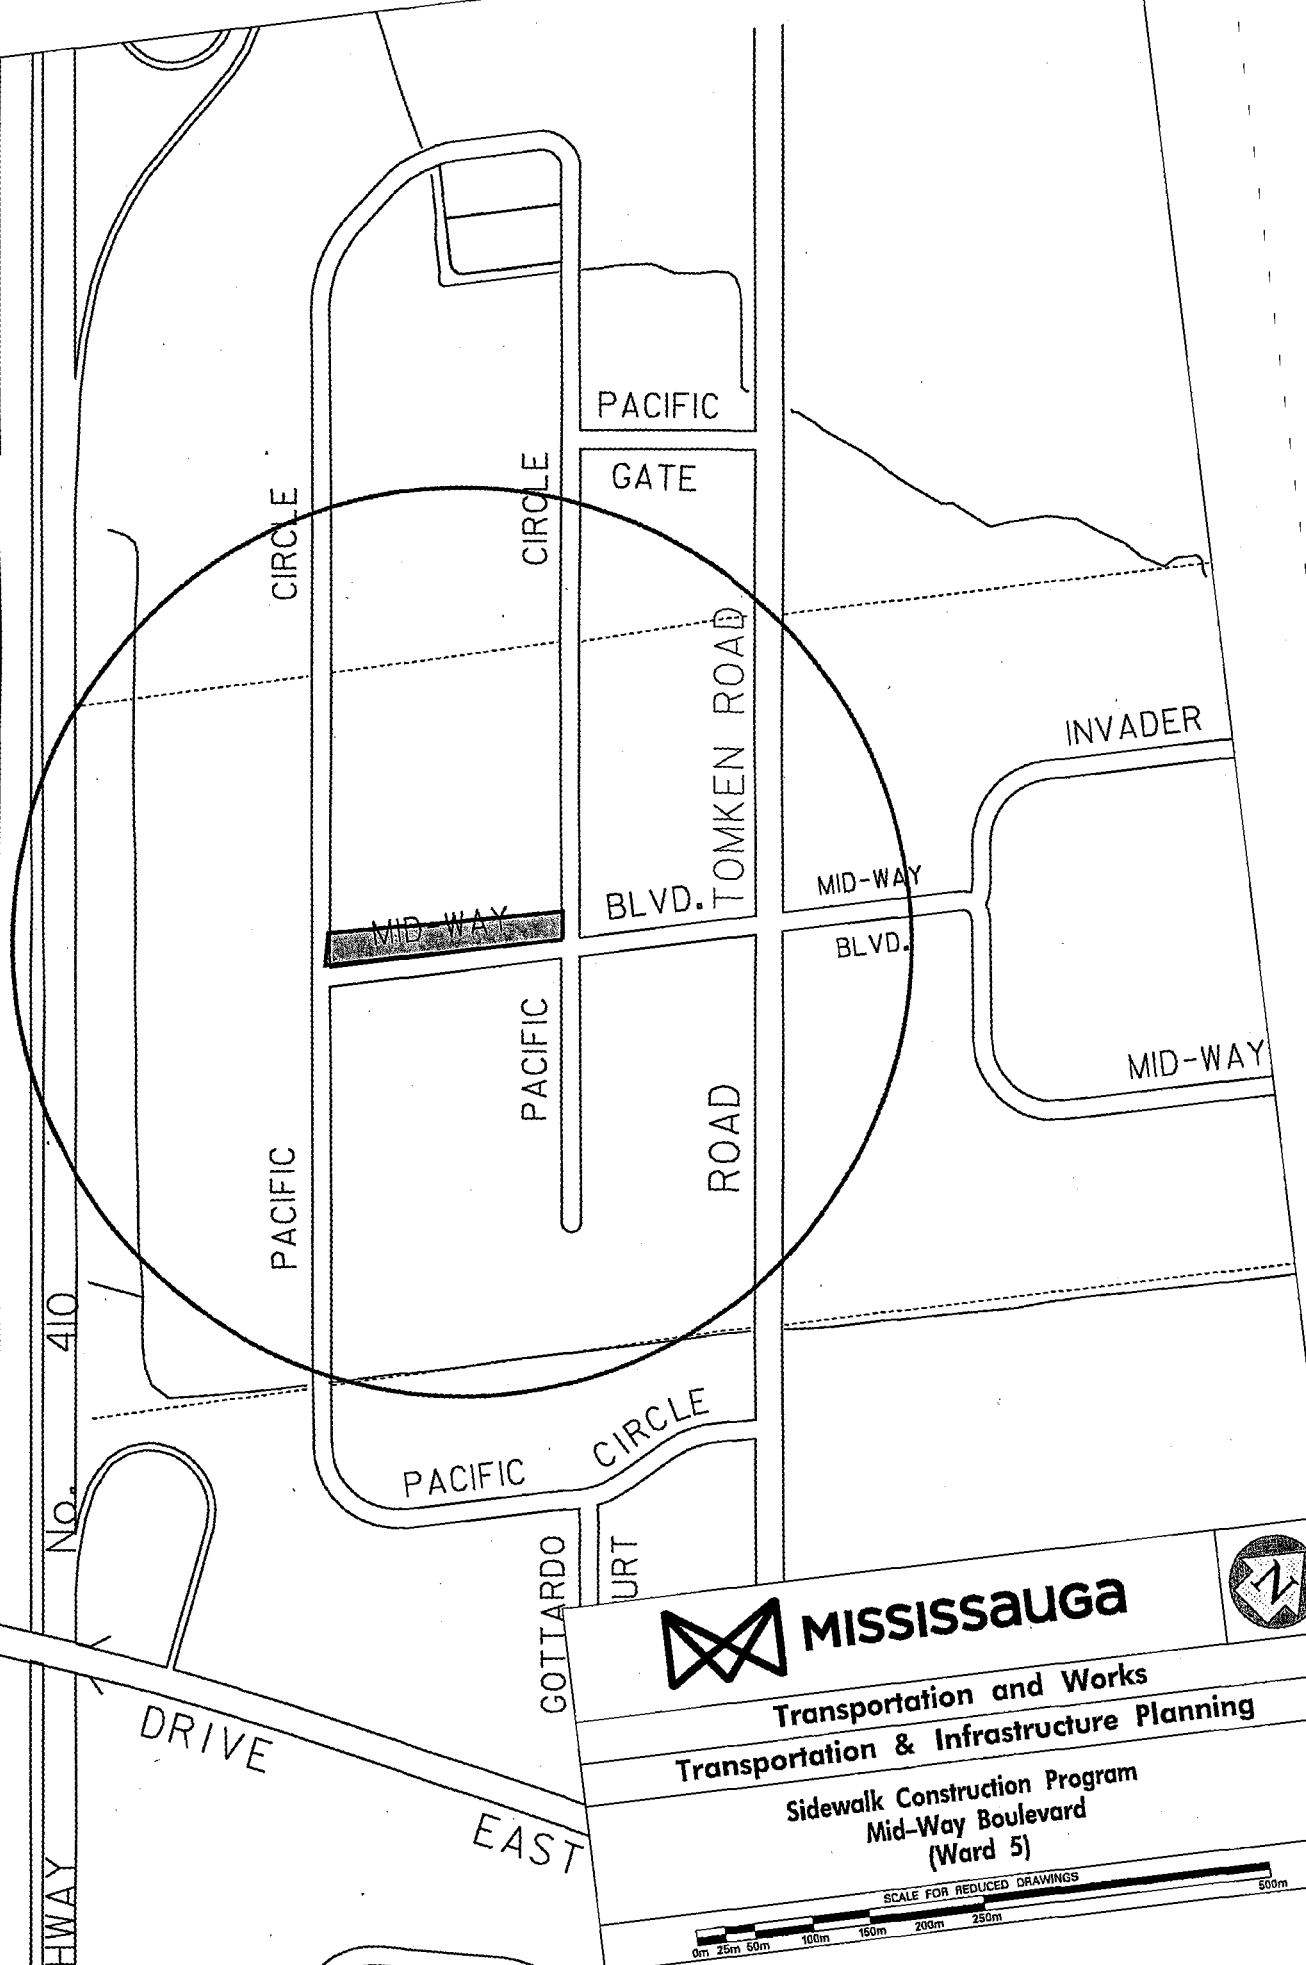 PACIFIC
GATE
CIRCLE
CIRCLE
TOMKEN ROAD
INVADER
MID-WAY
BLVD.
MID-WAY
BLVD.
PACIFIC
ROAD
MID-WAY
PACIFIC
No. 410
PACIFIC CIRCLE
GOTTARDO
URT
DRIVE
EAST
HWAY
N
MISSISSauGa
Transportation and Works
Transportation & Infrastructure Planning
Sidewalk Construction Program
Mid-Way Boulevard
(Ward 5)
SCALE FOR REDUCED DRAWINGS
0m 25m 50m 100m 150m 200m 250m 500m